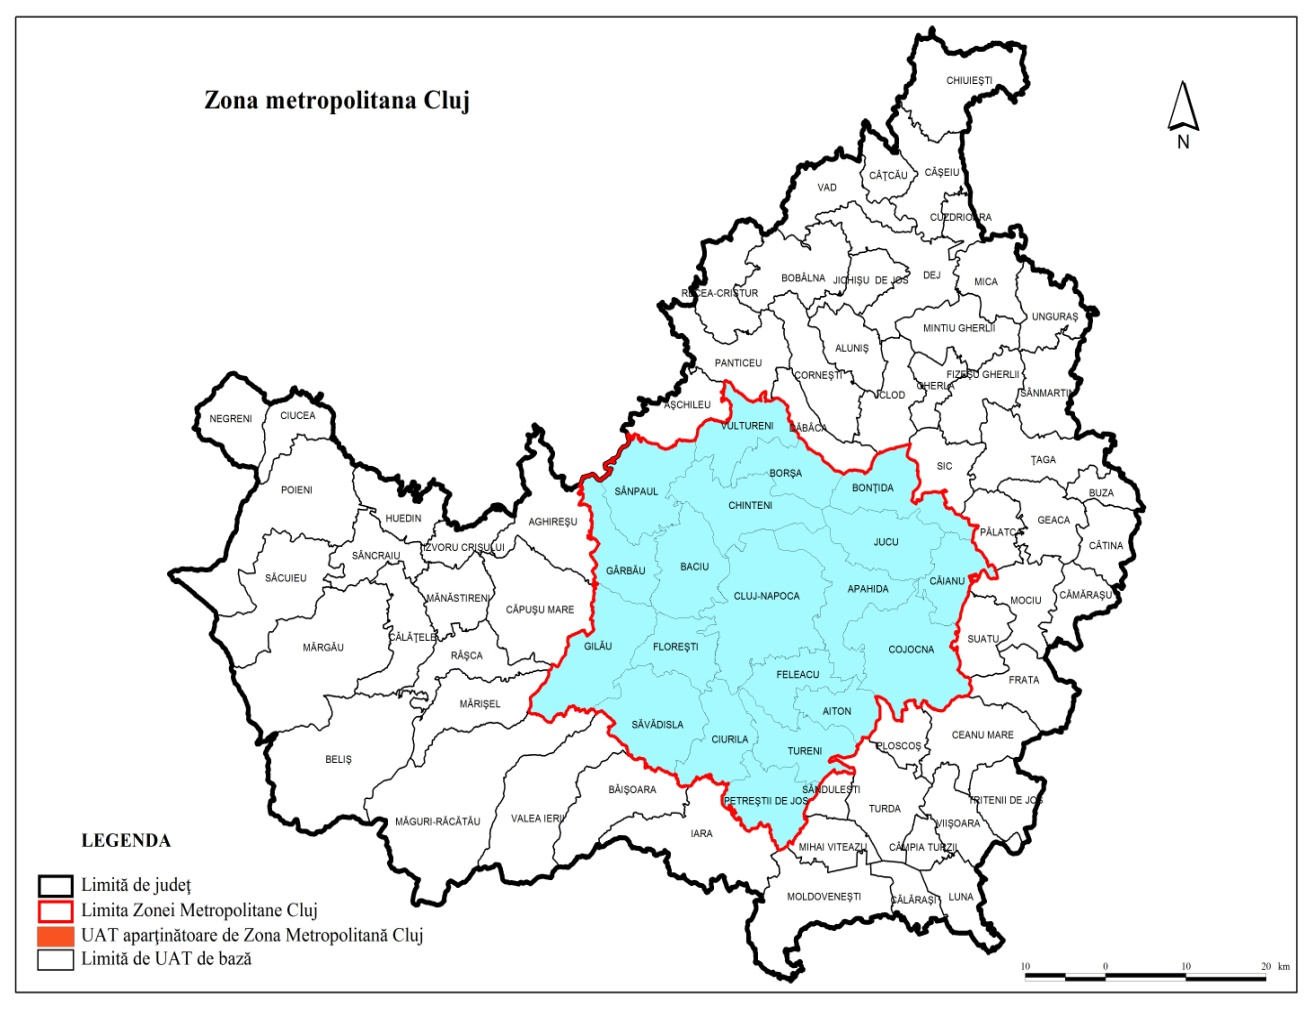 Zona metropolitana Cluj
N
CHIUIEȘTI
CÂȚCĂU
CĂȘEIU
VAD
CUZDRIOARA
RECEA-CRISTUR
BOBÂLNA
JICHIȘU DE JOS
DEJ
MICA
UNGURAȘ
MINTIU GHERLII
ALUNIȘ
PANTICEU
CORNEȘTI
FIZEȘU GHERLII
GHERLA
ICLOD
SÂNMARTIN
AȘCHILEU
NEGRENI
CIUCEA
VULTURENI
DĂBÂCA
SIC
ȚAGA
BORȘA
BONȚIDA
POIENI
SÂNPAUL
CHINTENI
BUZA
HUEDIN
AGHIREȘU
GEACA
PĂLATCA
CĂTINA
IZVORU CRIȘULUI
SÂNCRAIU
JUCU
SĂCUIEU
GÂRBĂU
BACIU
CĂIANU
APAHIDA
CLUJ-NAPOCA
MĂNĂSTIRENI
CĂPUȘU MARE
MOCIU
CĂMĂRAȘU
CĂLĂȚELE
MĂRGĂU
GILĂU
FLOREȘTI
SUATU
COJOCNA
RÂȘCA
FELEACU
FRATA
MĂRIȘEL
AITON
SĂVĂDISLA
CIURILA
CEANU MARE
PLOSCOȘ
TURENI
BELIȘ
BĂIȘOARA
SĂNDULEȘTI
PETREȘTII DE JOS
TRITENII DE JOS
TURDA
MĂGURI-RĂCĂTĂU
VALEA IERII
IARA
VIIȘOARA
MIHAI VITEAZU
CÂMPIA TURZII
MOLDOVENEȘTI
CĂLĂRAȘI
LUNA
LEGENDA
Limită de județ
Limita Zonei Metropolitane Cluj
UAT aparținătoare de Zona Metropolitană Cluj
Limită de UAT de bază
10 0 10 20 km